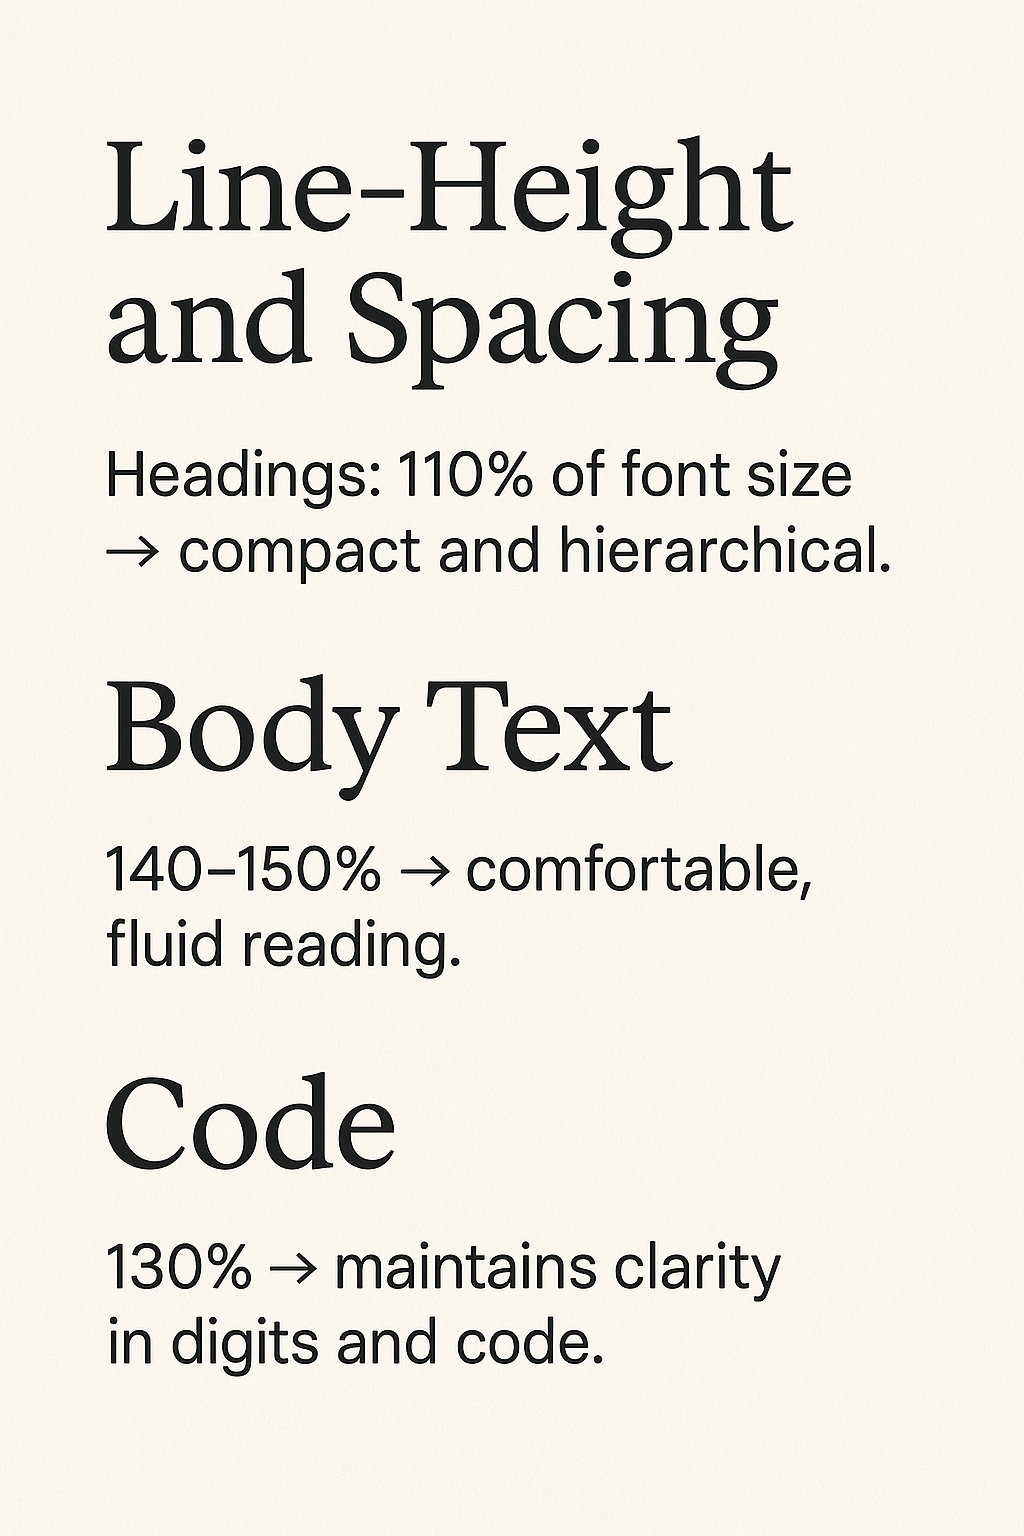 Line-Height
and Spacing
Headings: 110% of font size
→ compact and hierarchical.
Body Text
140–150% → comfortable,
fluid reading.
Code
130% → maintains clarity
in digits and code.